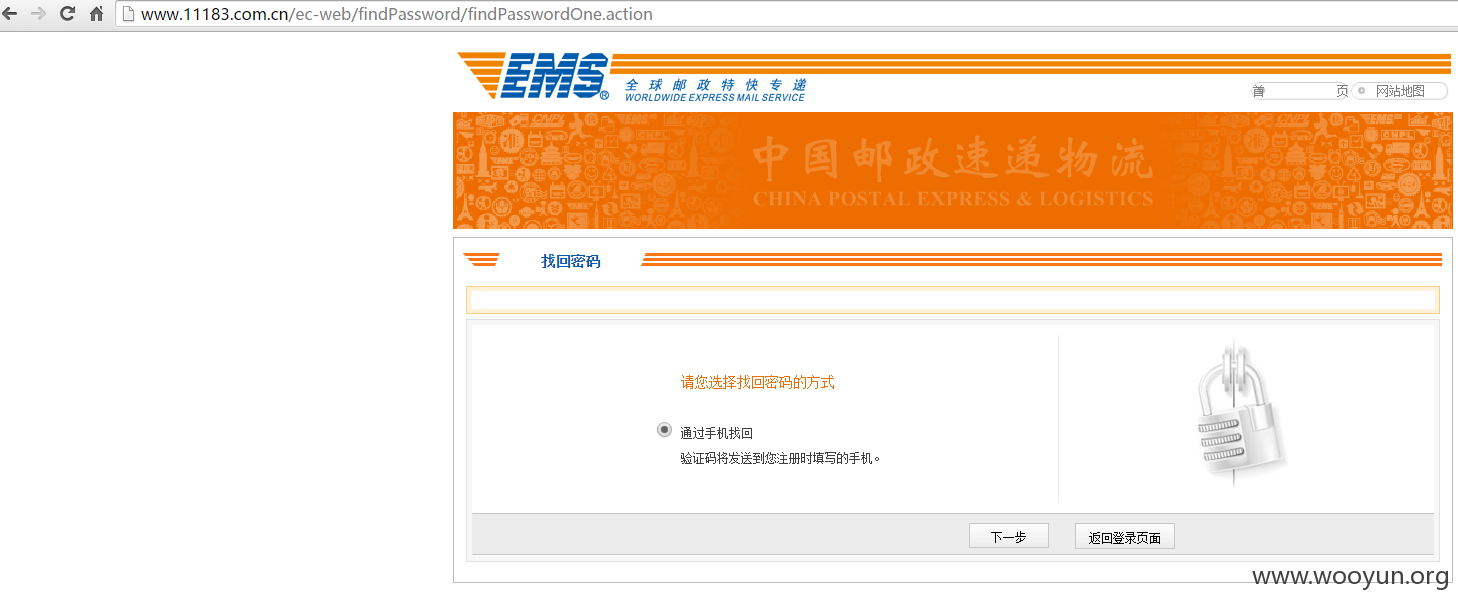 www.11183.com.cn/ec-web/findPassword/findPasswordOne.action
EMS®
全球邮政特快专递
WORLDWIDE EXPRESS MAIL SERVICE
首 页 网站地图
中国邮政速递物流
CHINA POSTAL EXPRESS & LOGISTICS
找回密码
请您选择找回密码的方式
通过手机找回
验证码将发送到您注册时填写的手机。
下一步 返回登录页面
www.wooyun.org